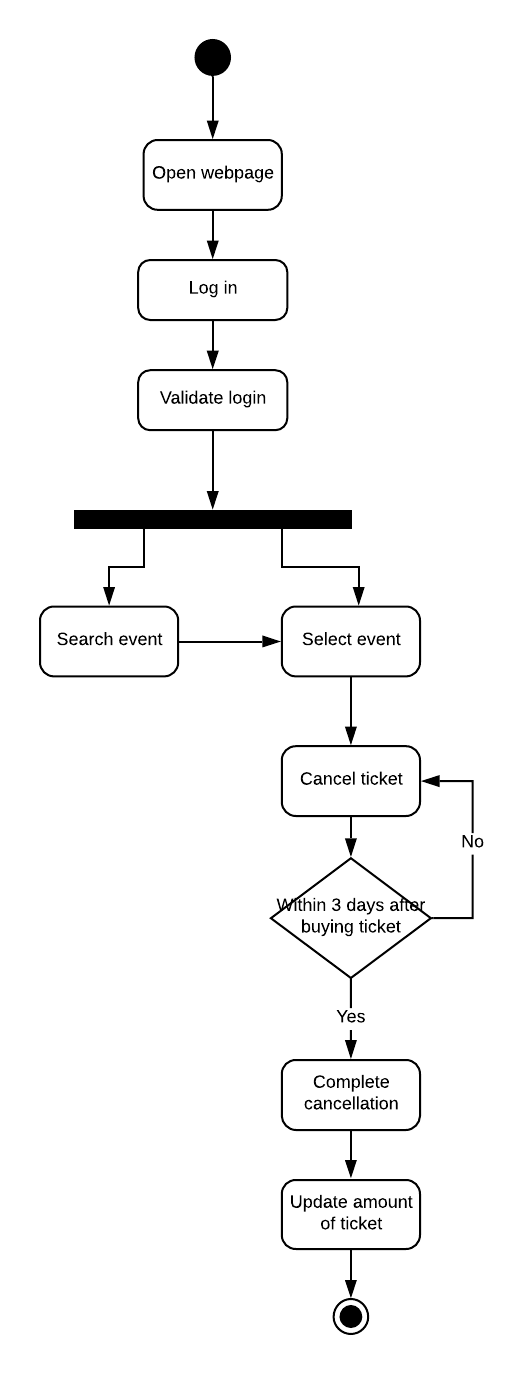 Open webpage
Log in
Validate login
Search event
Select event
Cancel ticket
No
Within 3 days after
buying ticket
Yes
Complete
cancellation
Update amount
of ticket